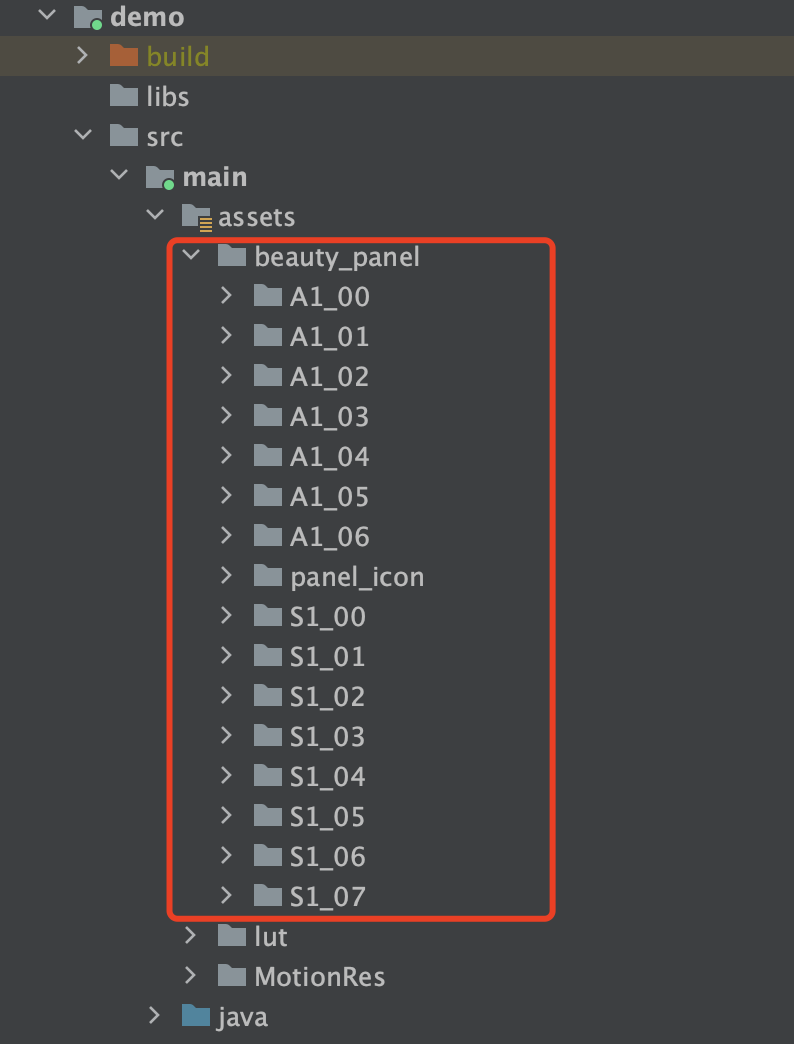 demo
build
libs
src
main
assets
beauty_panel
A1_00
A1_01
A1_02
A1_03
A1_04
A1_05
A1_06
panel_icon
S1_00
S1_01
S1_02
S1_03
S1_04
S1_05
S1_06
S1_07
lut
MotionRes
java